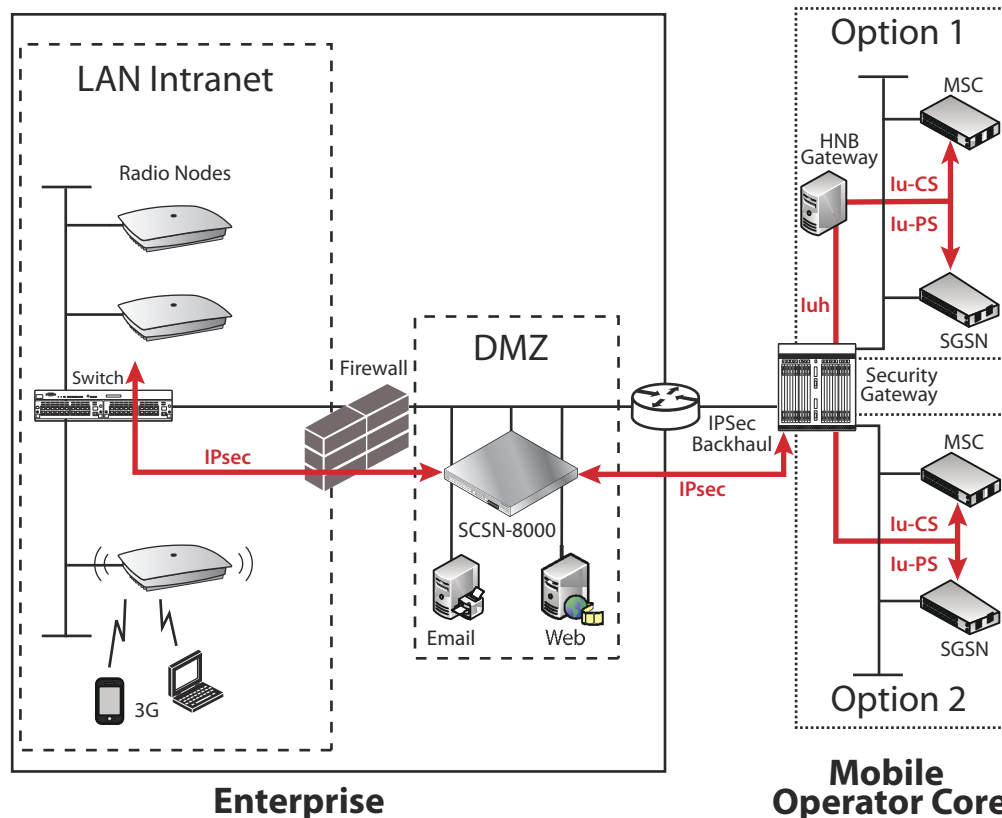 LAN Intranet
Radio Nodes
Switch
IPsec
3G
Firewall
DMZ
SCSN-8000
Email
Web
IPSec
Backhaul
IPsec
Enterprise
Option 1
MSC
HNB
Gateway
Iu-CS
Iu-PS
Iuh
SGSN
Security
Gateway
MSC
Iu-CS
Iu-PS
SGSN
Option 2
Mobile
Operator Core